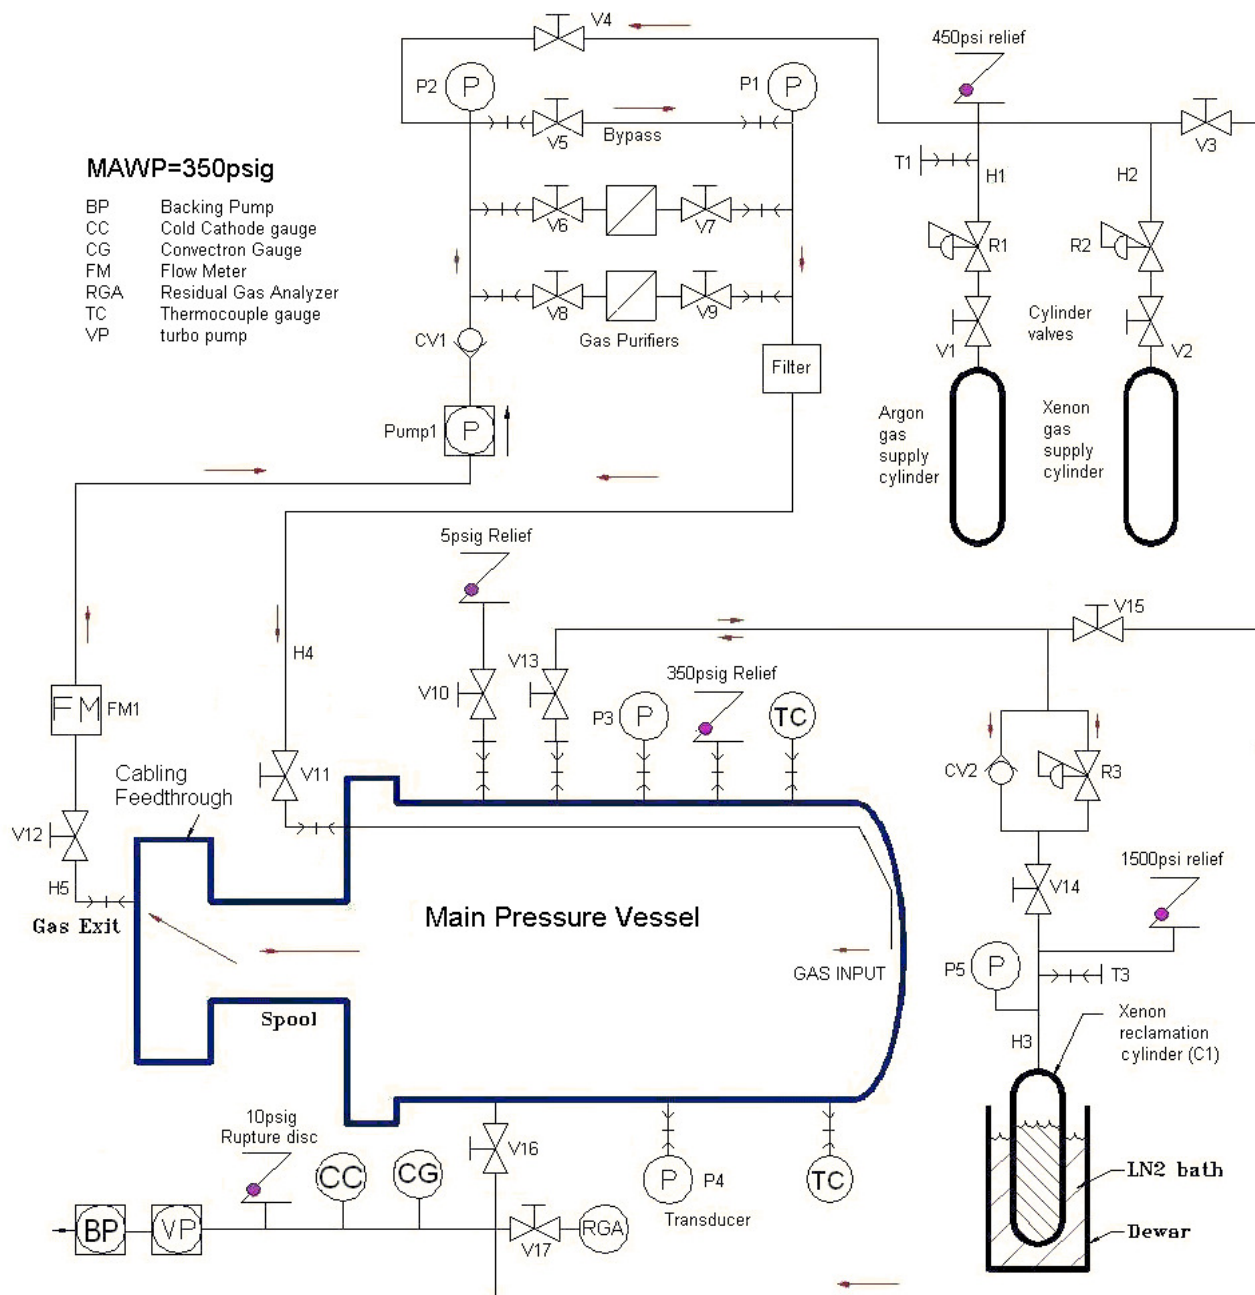 V4
450psi relief
P2
P
P1
P
V5
Bypass
V3
T1
H1
H2
MAWP=350psig
BP Backing Pump
CC Cold Cathode gauge
CG Convectron Gauge
FM Flow Meter
RGA Residual Gas Analyzer
TC Thermocouple gauge
VP turbo pump
V6
V7
R1
R2
V8
V9
Gas Purifiers
CV1
Filter
Cylinder
valves
V1
V2
Pump1
P
Argon
gas
supply
cylinder
Xenon
gas
supply
cylinder
5psig Relief
H4
V13
V10
350psig Relief
P3
P
TC
V15
FM
FM1
V11
Cabling
Feedthrough
V12
H5
Gas Exit
CV2
R3
V14
1500psi relief
Main Pressure Vessel
GAS INPUT
P5
P
T3
Spool
H3
Xenon
reclamation
cylinder (C1)
10psig
Rupture disc
CC
CG
V16
P
P4
Transducer
TC
LN2 bath
Dewar
BP
VP
V17
RGA